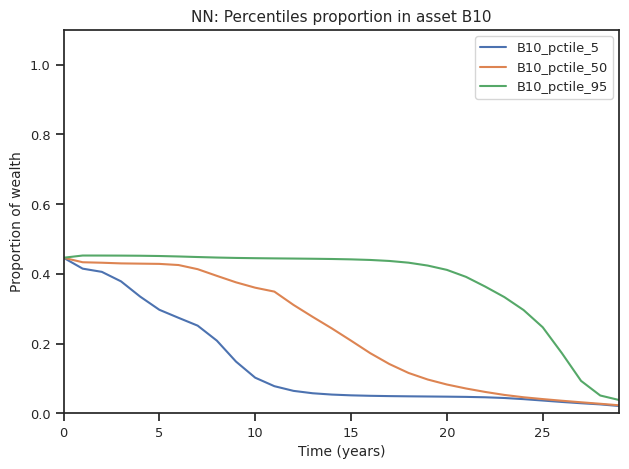 NN: Percentiles proportion in asset B10
B10_pctile_5
B10_pctile_50
B10_pctile_95
1.0
0.8
0.6
0.4
0.2
0.0
Proportion of wealth
0
5
10
15
20
25
Time (years)